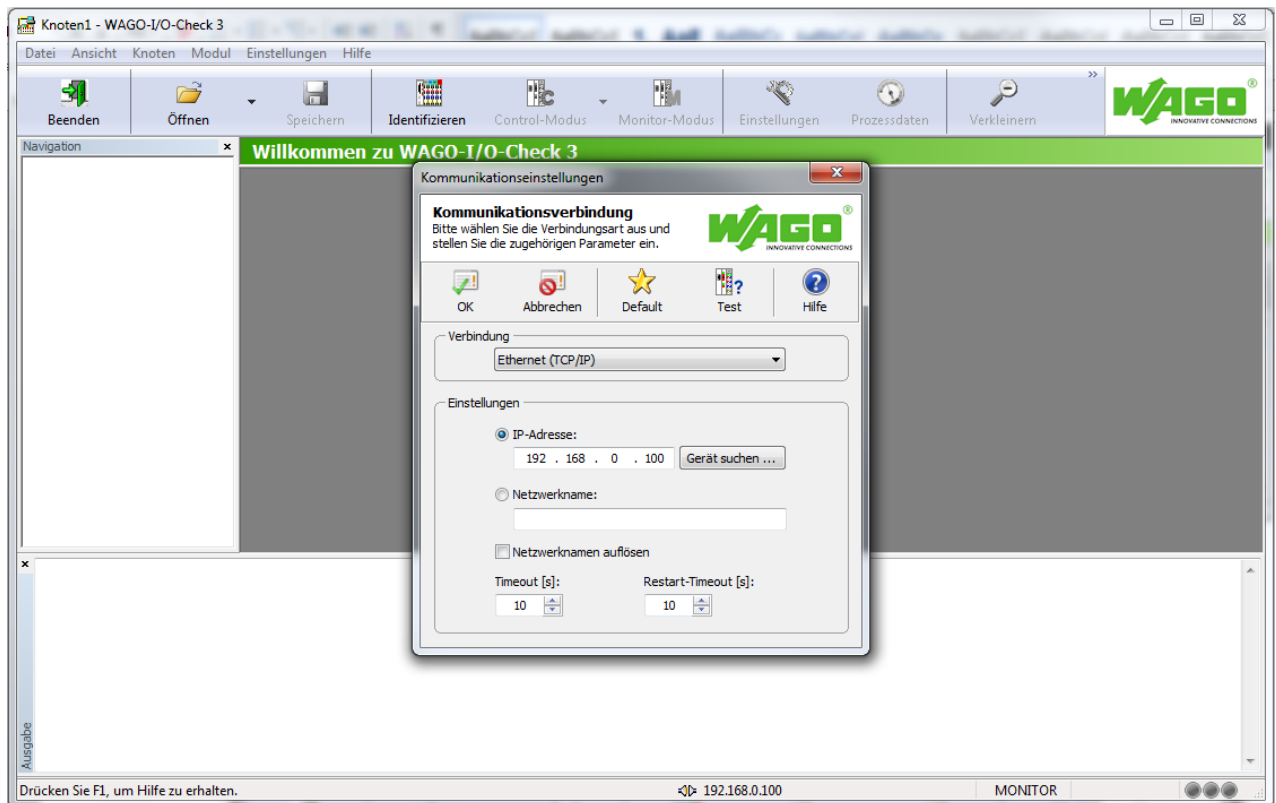 Knoten1 - WAGO-I/O-Check 3
Datei Ansicht Knoten Modul Einstellungen Hilfe
Beenden Öffnen Speichern Identifizieren Control-Modus Monitor-Modus Einstellungen Prozessdaten Verkleinern »
WAGO®
INNOVATIVE CONNECTIONS
Navigation
Willkommen zu WAGO-I/O-Check 3
Kommunikationseinstellungen
Kommunikationsverbindung
Bitte wählen Sie die Verbindungsart aus und
stellen Sie die zugehörigen Parameter ein.
WAGO®
INNOVATIVE CONNECTIONS
OK Abbrechen Default Test Hilfe
Verbindung
Ethernet (TCP/IP)
Einstellungen
IP-Adresse:
192 . 168 . 0 . 100 Gerät suchen ...
Netzwerkname:
Netzwerknamen auflösen
Timeout [s]: Restart-Timeout [s]:
10 10
Ausgabe
Drücken Sie F1, um Hilfe zu erhalten. 192.168.0.100 MONITOR